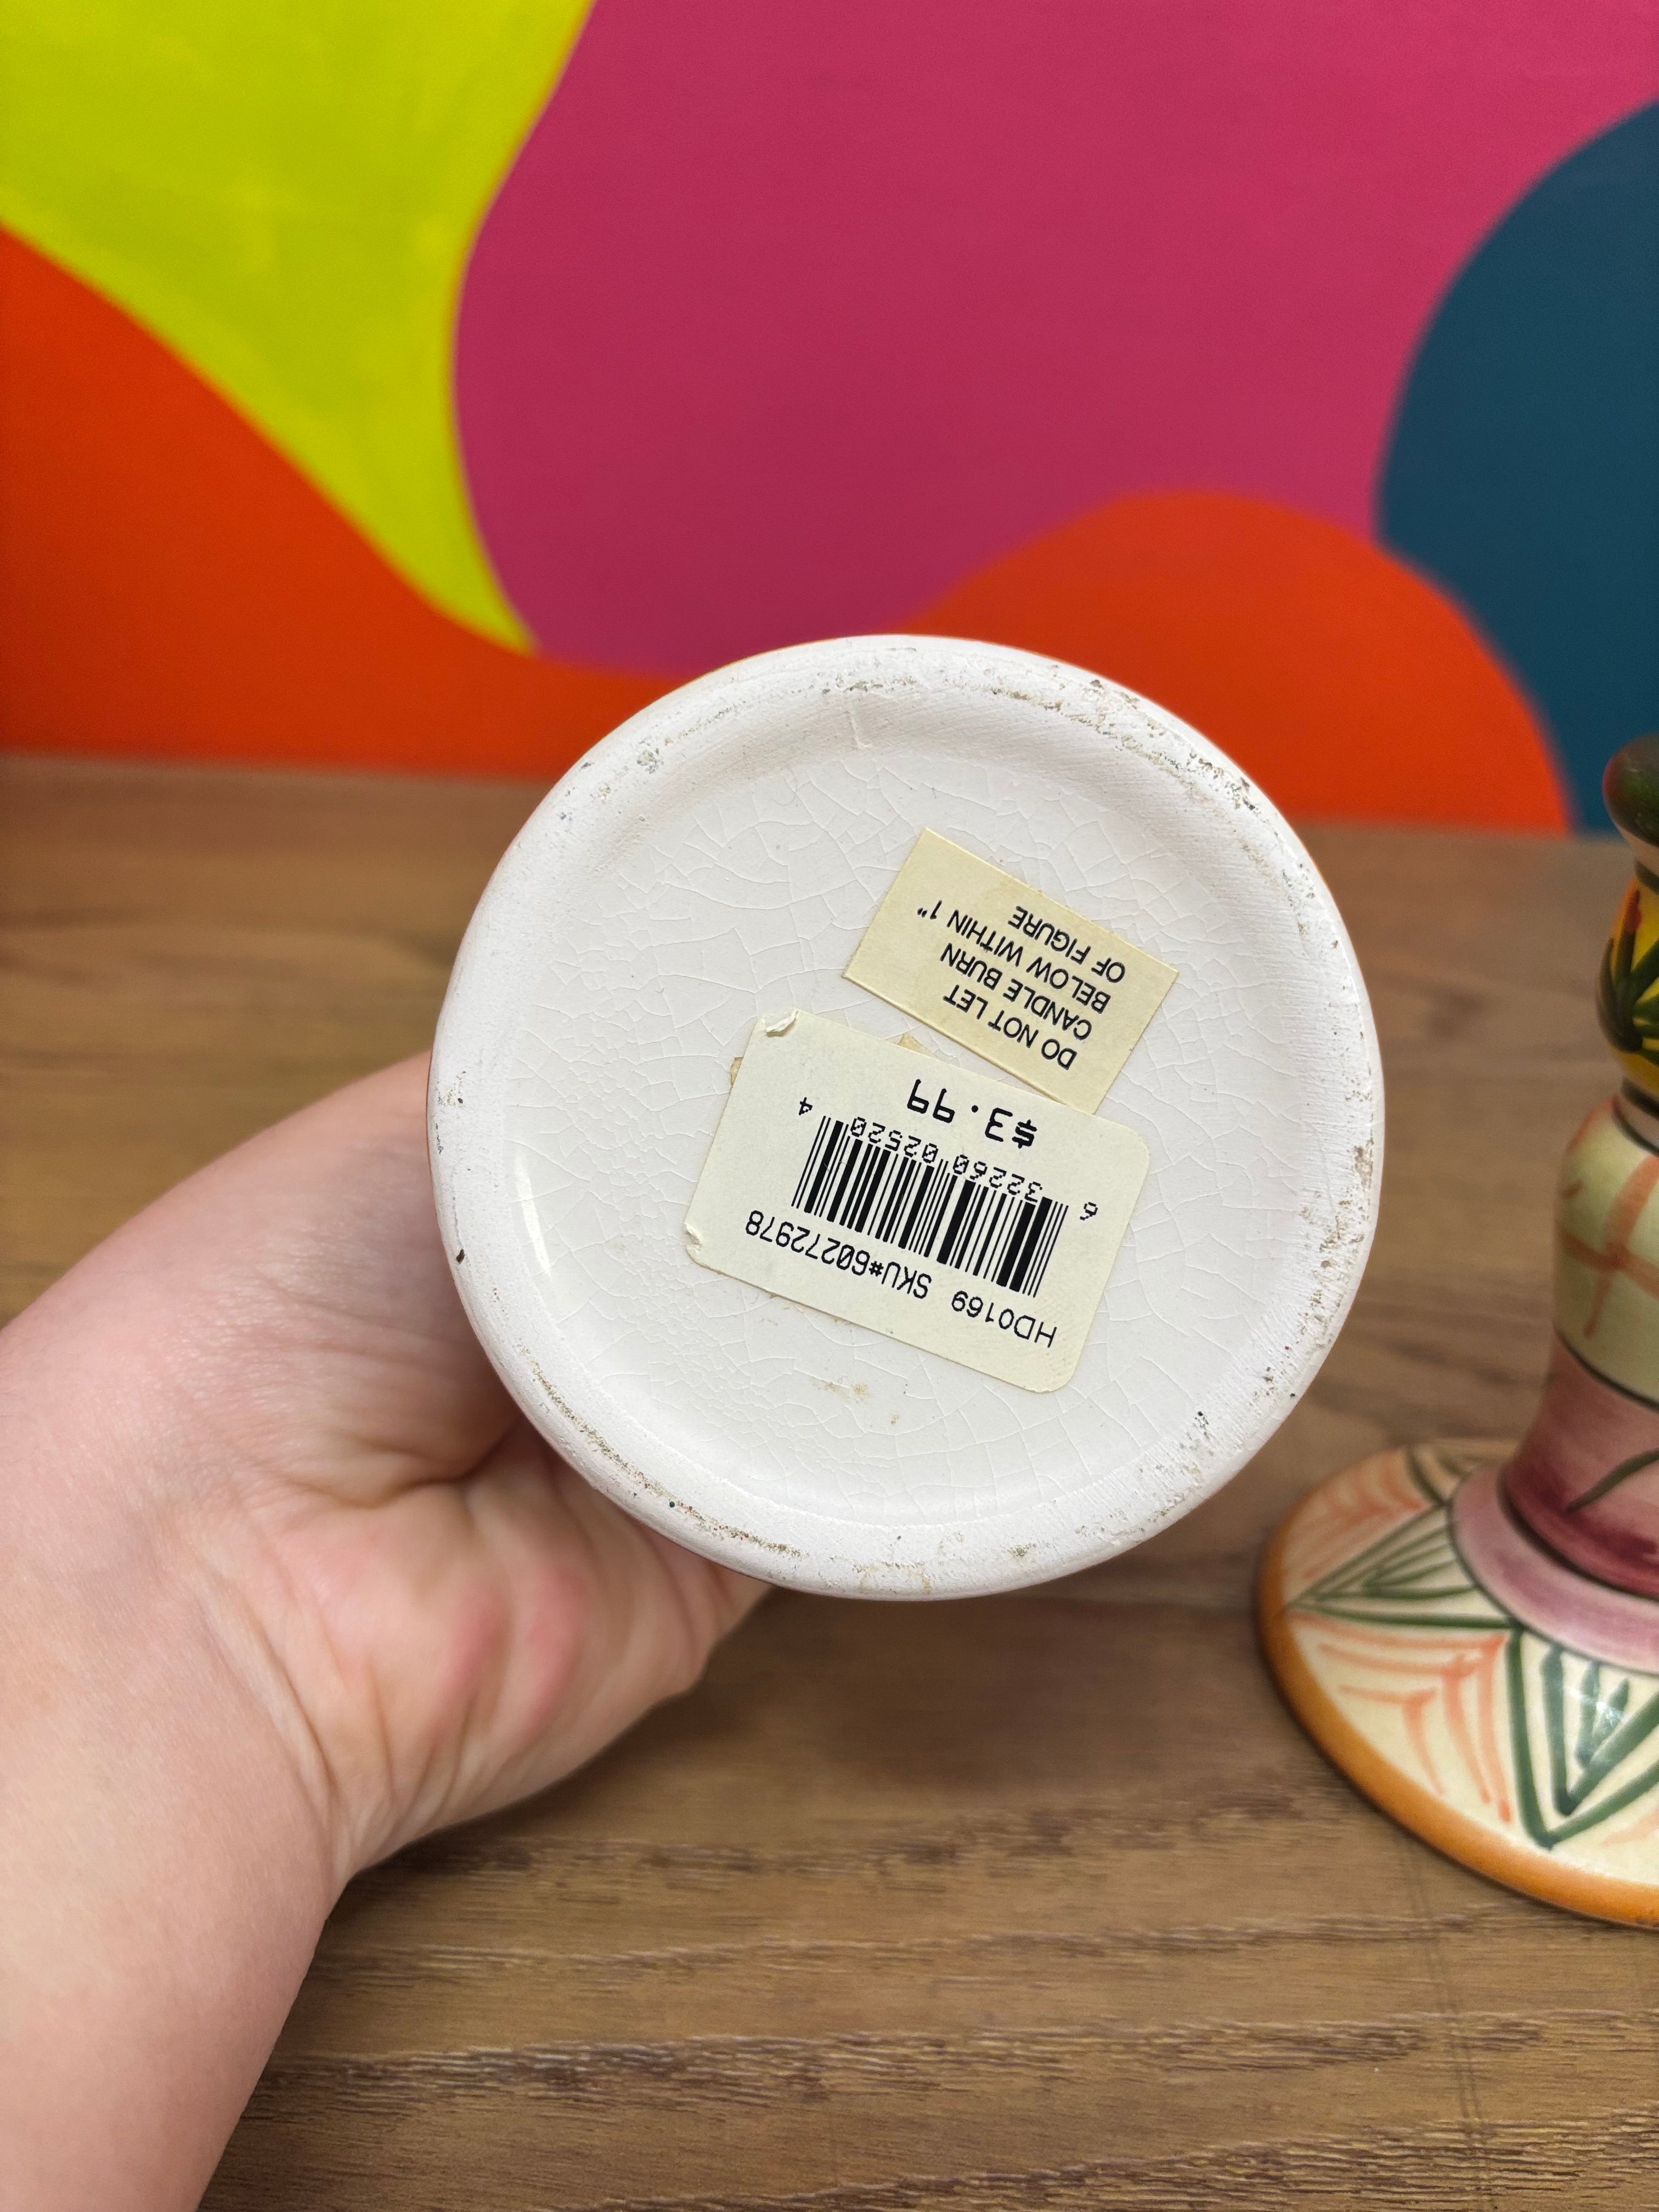 HD0169 SKU#60272978
6 32260 02520 4
$3.99
DO NOT LET
CANDLE BURN
BELOW WITHIN 1"
OF FIGURE